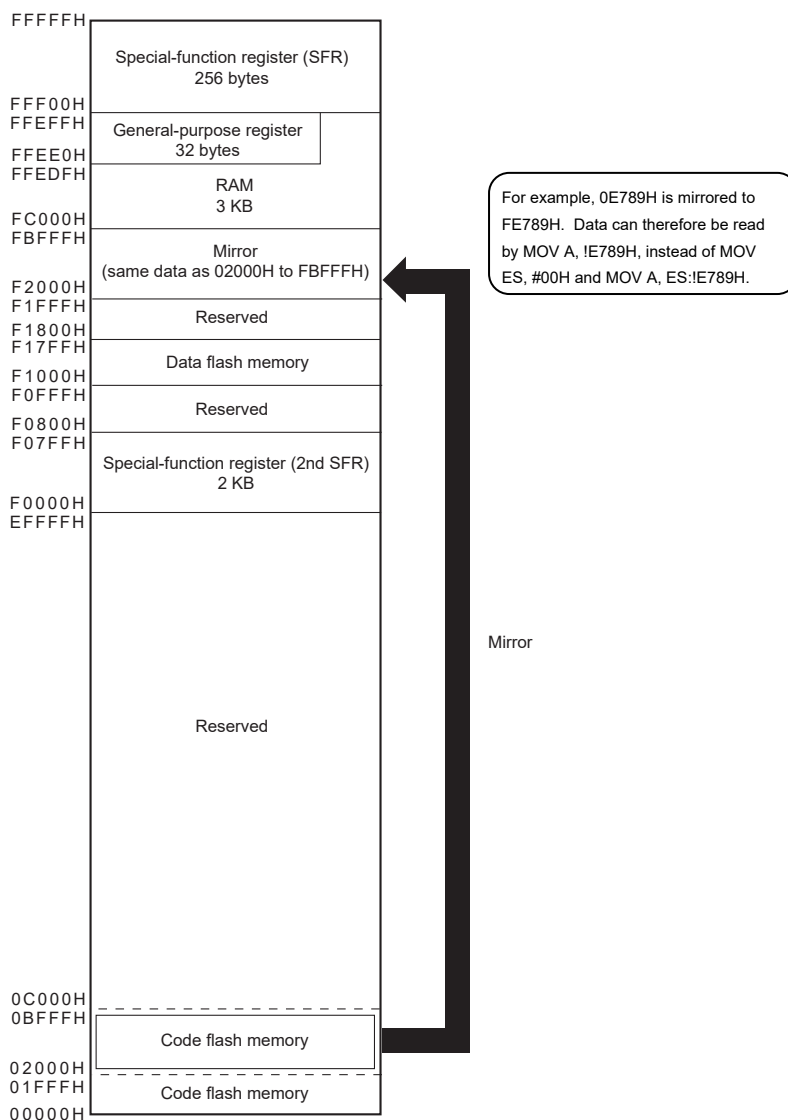 FFFFFH
Special-function register (SFR)
256 bytes
FFF00H
FFEFFH
General-purpose register
32 bytes
FFEE0H
FFEDFH
RAM
3 KB
FC000H
FBFFFH
Mirror
(same data as 02000H to FBFFFH)
F2000H
F1FFFH
Reserved
F1800H
F17FFH
Data flash memory
F1000H
F0FFFH
Reserved
F0800H
F07FFH
Special-function register (2nd SFR)
2 KB
F0000H
EFFFFH
Reserved
0C000H
0BFFFH
Code flash memory
02000H
01FFFH
Code flash memory
00000H
For example, 0E789H is mirrored to
FE789H. Data can therefore be read
by MOV A, !E789H, instead of MOV
ES, #00H and MOV A, ES:!E789H.
Mirror